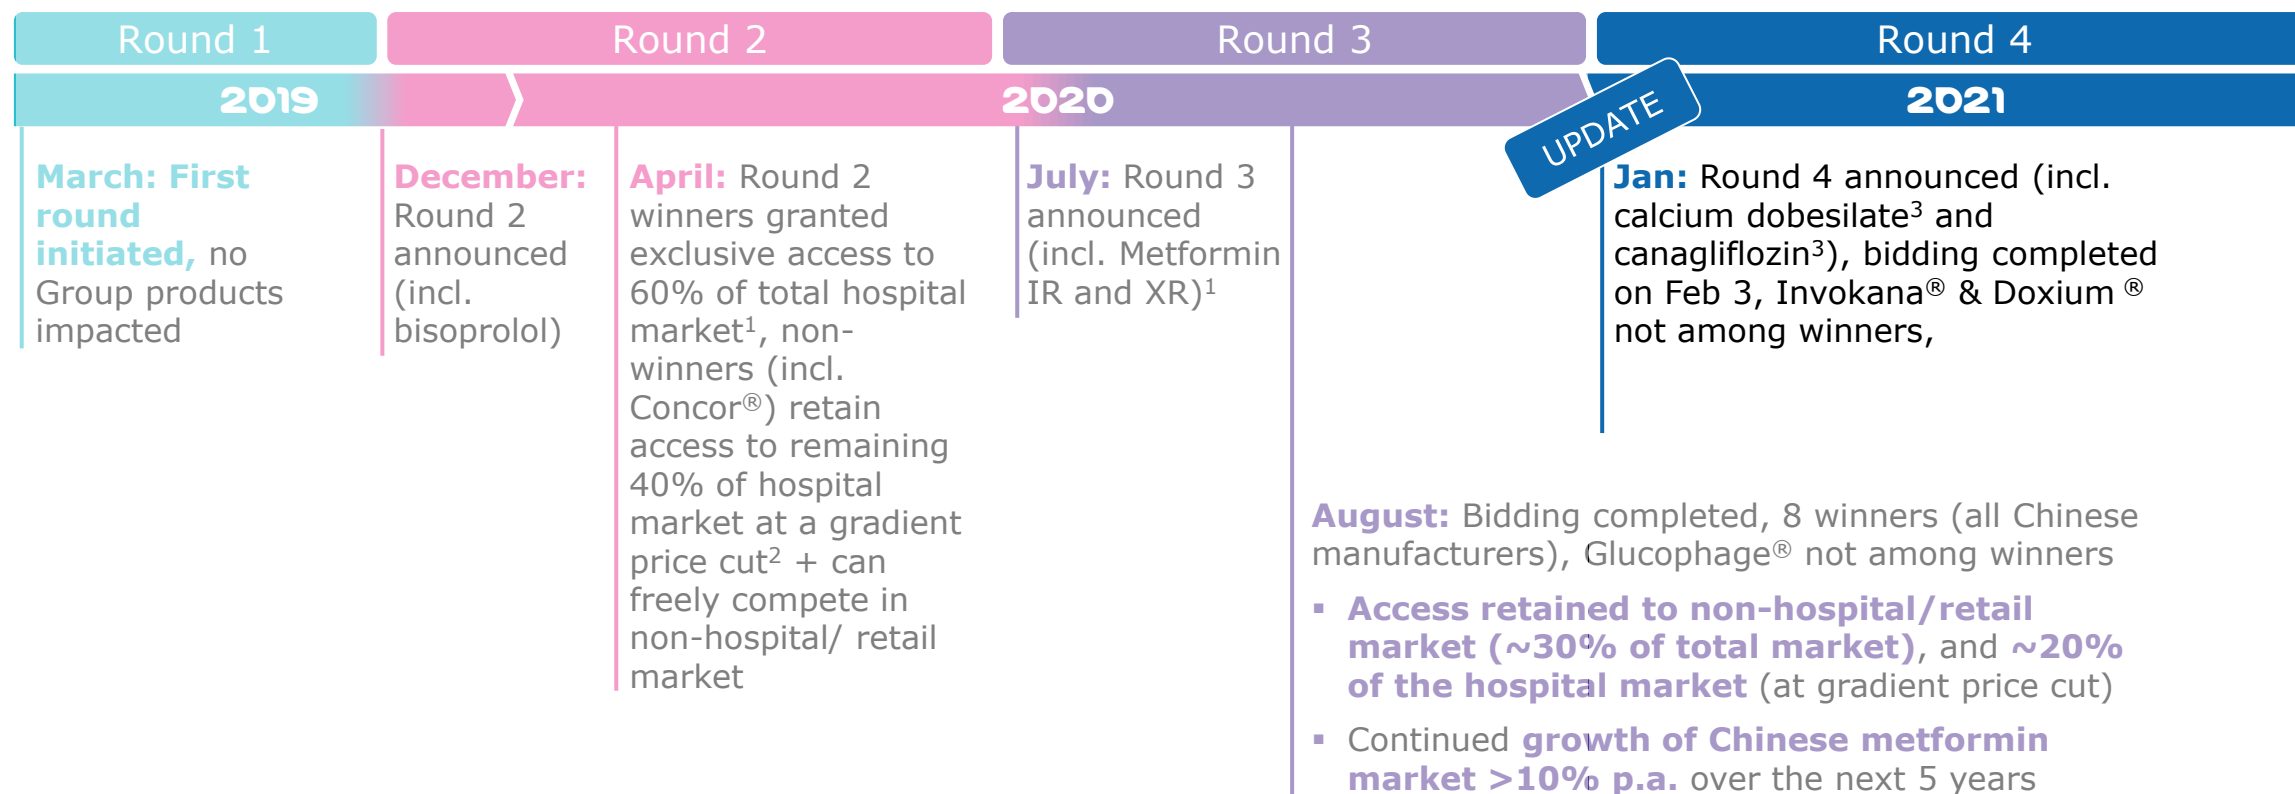 Round 1
Round 2
Round 3
Round 4
2019
2020
2021
UPDATE
March: First
round
initiated, no
Group products
impacted
December:
Round 2
announced
(incl.
bisoprolol)
April: Round 2
winners granted
exclusive access to
60% of total hospital
market¹, non-
winners (incl.
Concor®) retain
access to remaining
40% of hospital
market at a gradient
price cut² + can
freely compete in
non-hospital/ retail
market
July: Round 3
announced
(incl. Metformin
IR and XR)¹
August: Bidding completed, 8 winners (all Chinese
manufacturers), Glucophage® not among winners
▪ Access retained to non-hospital/retail
market (~30% of total market), and ~20%
of the hospital market (at gradient price cut)
▪ Continued growth of Chinese metformin
market >10% p.a. over the next 5 years
Jan: Round 4 announced (incl.
calcium dobesilate³ and
canagliflozin³), bidding completed
on Feb 3, Invokana® & Doxium ®
not among winners,